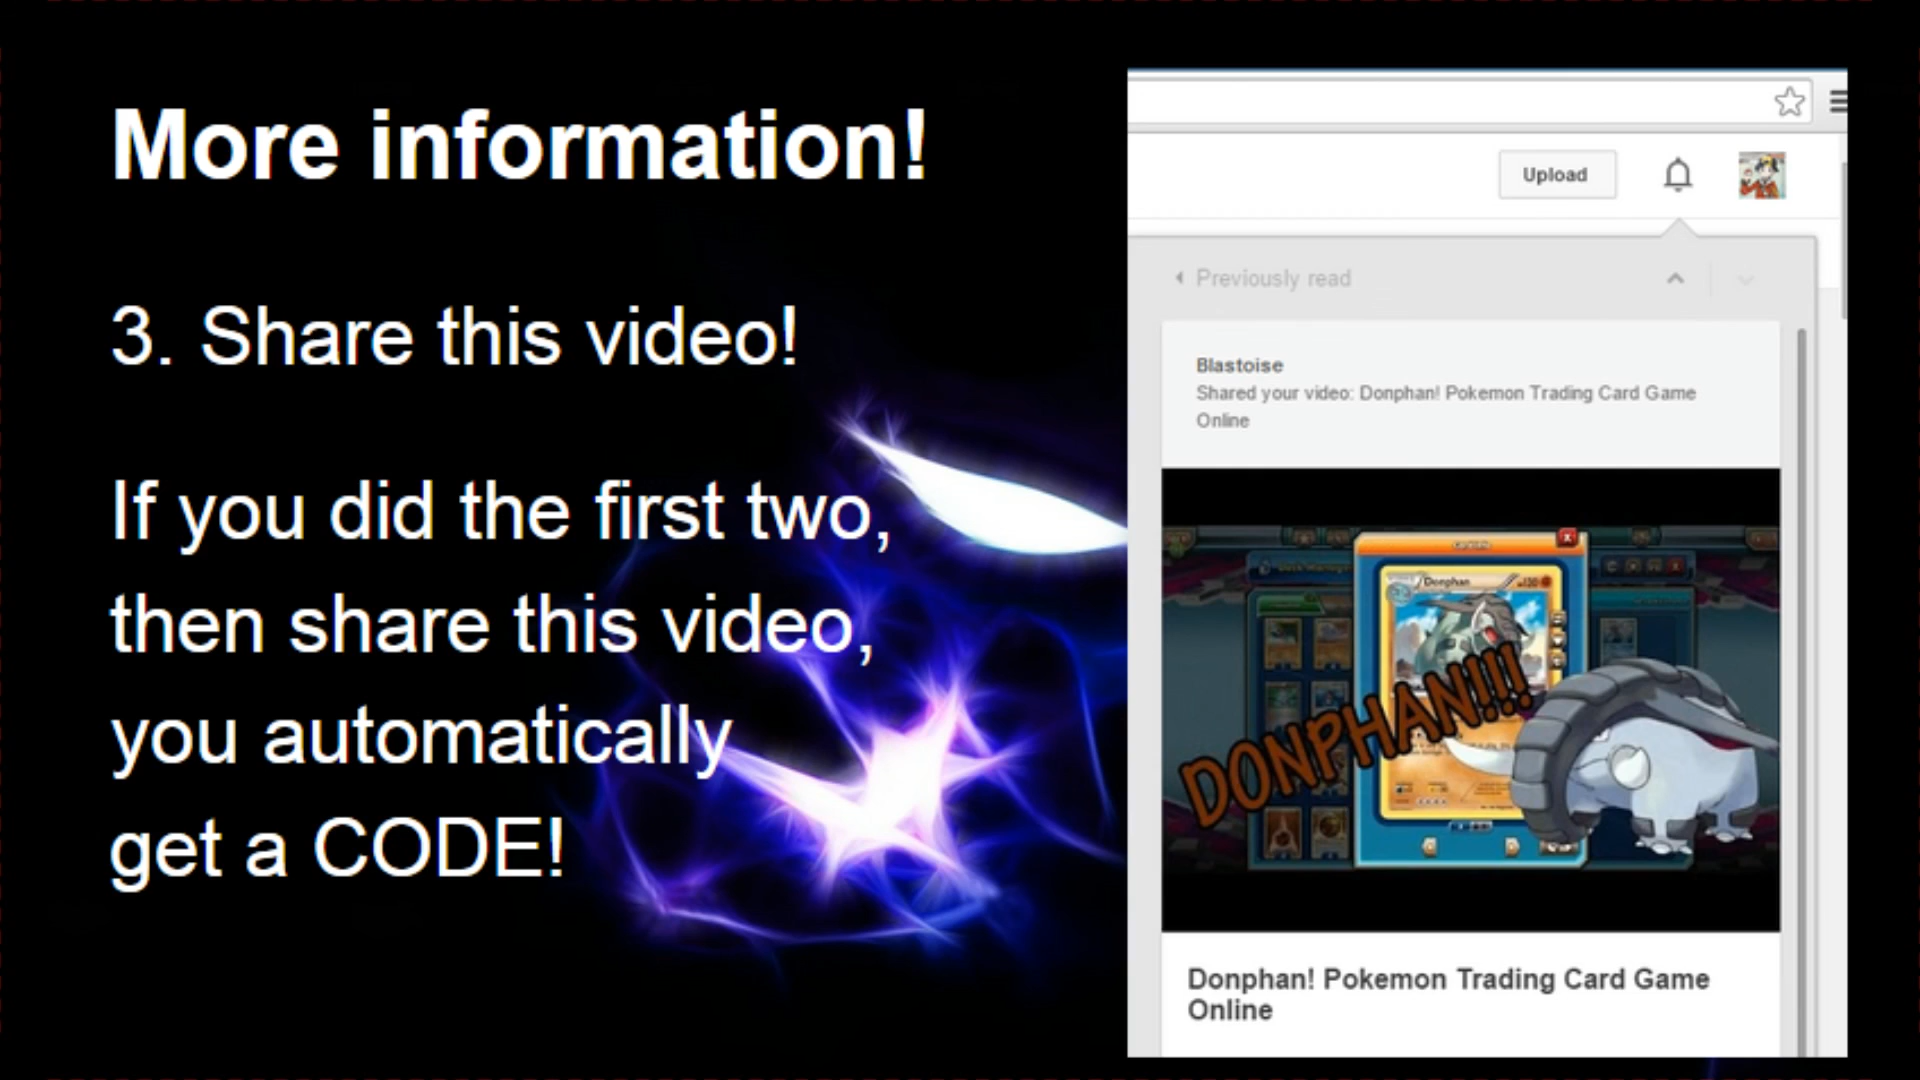 More information!
3. Share this video!
If you did the first two,
then share this video,
you automatically
get a CODE!
Upload
Previously read
Blastoise
Shared your video: Donphan! Pokemon Trading Card Game
Online
Donphan
DONPHAN!!!
Donphan! Pokemon Trading Card Game
Online